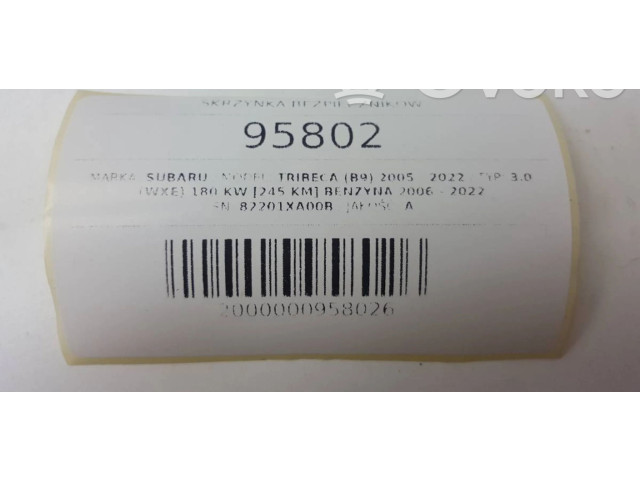 SKRZYNKA BEZPIECZNIKÓW
95802
MARKA: SUBARU MODEL: TRIBECA (B9) 2005 - 2022 TYP: 3.0
(WXE) 180 KW [245 KM] BENZYNA 2006 - 2022
SN: 82201XA00B JAKOŚĆ: A
2000000958026